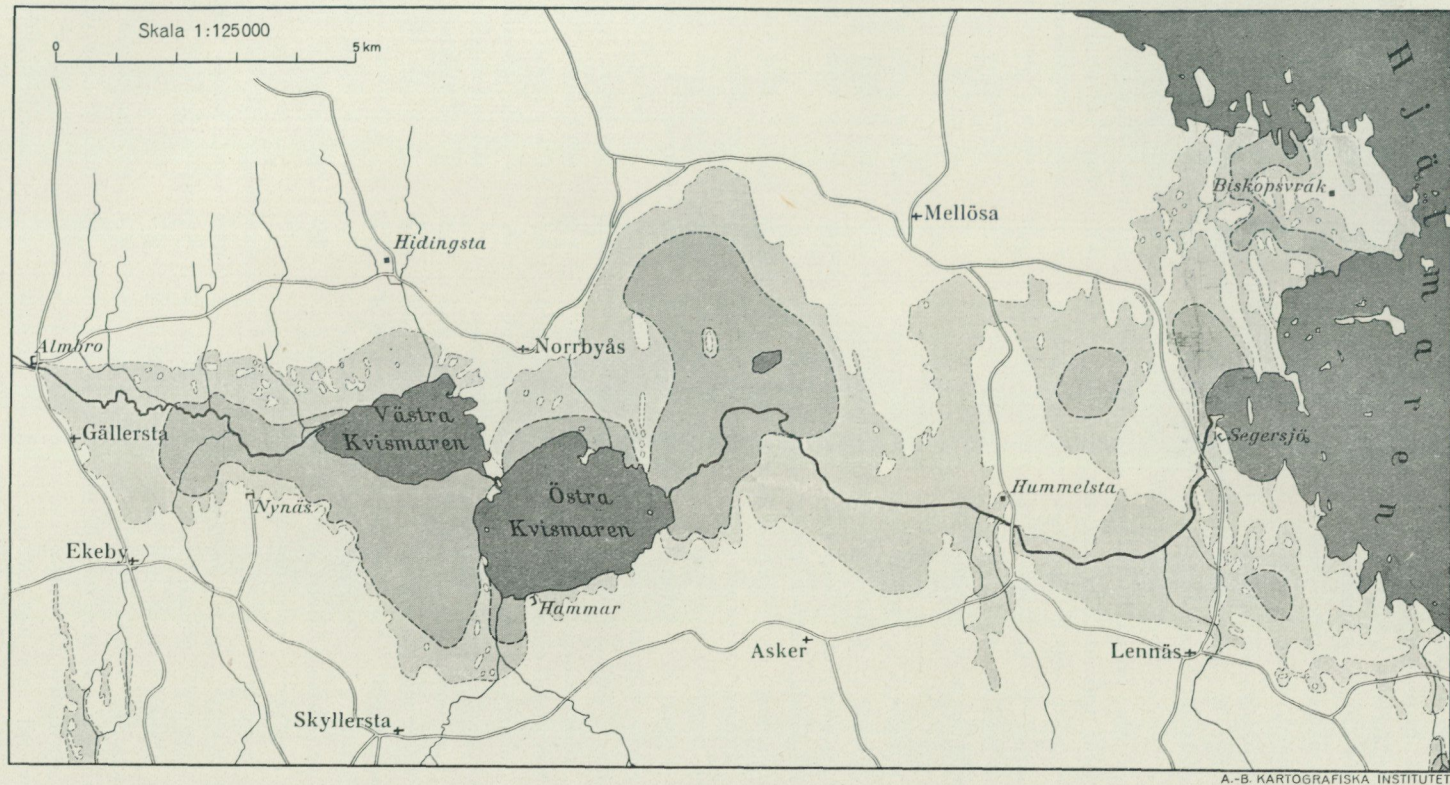 Skala 1:125000
0 5 km
Hjälmaren
Biskopsvrak
Mellösa
Hidingsta
Almbro
Norrbyås
Västra
Kvismaren
Gällersta
Segersjö
Östra
Kvismaren
Hummelsta
Nynäs
Ekeby
Hammar
Asker
Lennäs
Skyllersta
A.-B. KARTOGRAFISKA INSTITUTET